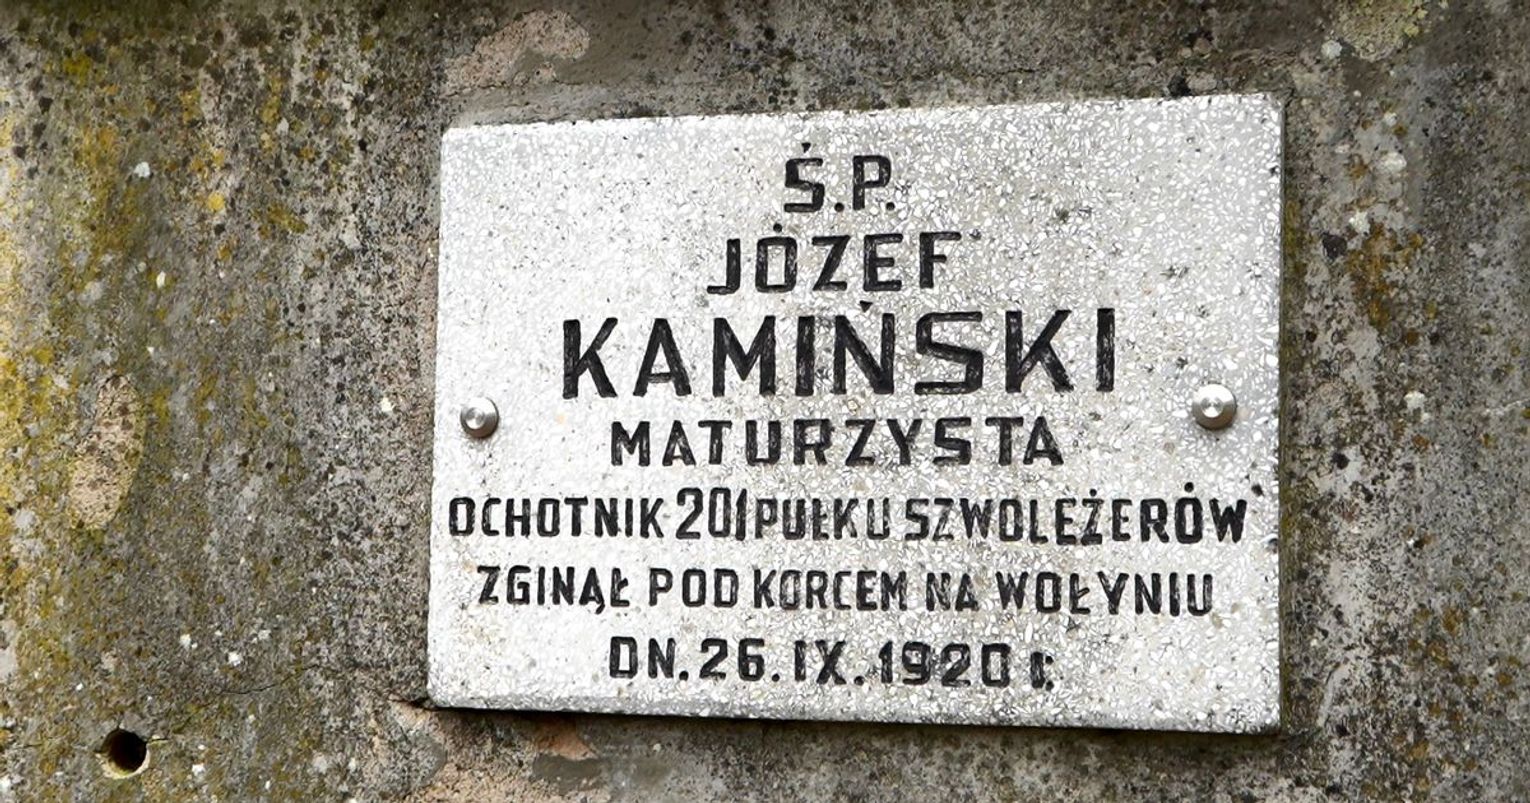 Ś.P.
JÓZEF
KAMIŃSKI
MATURZYSTA
OCHOTNIK 201 PUŁKU SZWOLEŻERÓW
ZGINĄŁ POD KORCEM NA WOŁYNIU
DN. 26. IX. 1920 r.